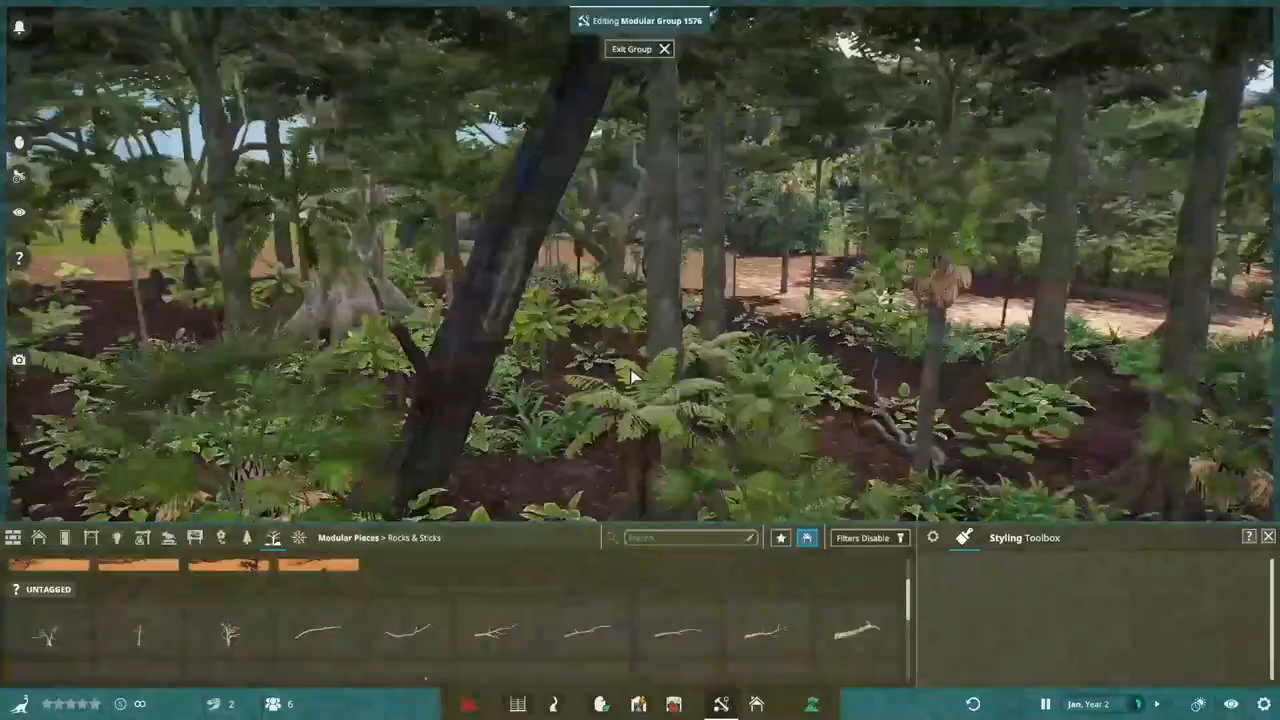 Editing Modular Group 1576
Exit Group
Modular Pieces > Rocks & Sticks
Search...
Filters Disable
Styling Toolbox
?
? UNTAGGED
2
6
Jan, Year 2